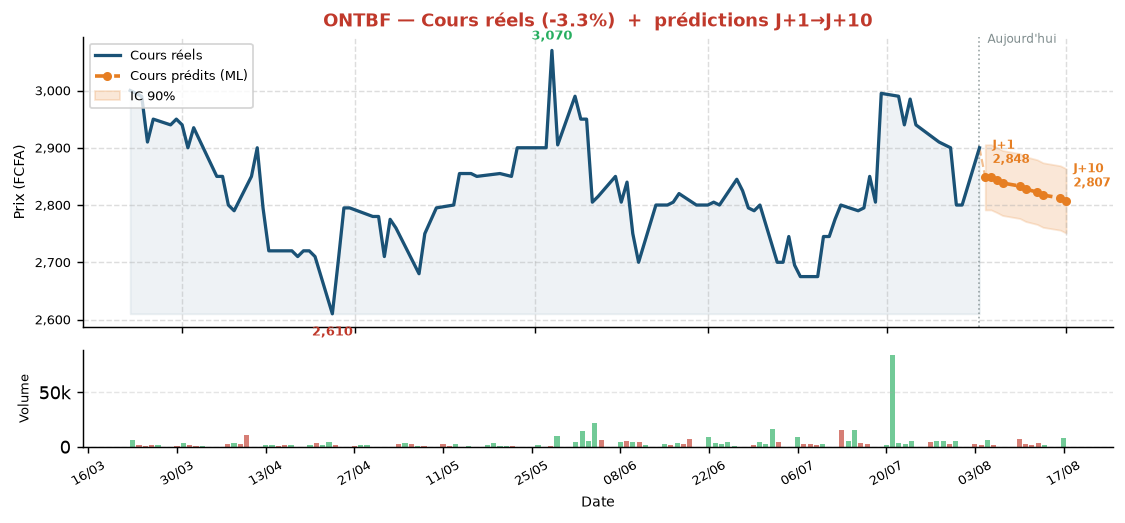 ONTBF — Cours réels (-3.3%)  +  prédictions J+1→J+10
3,070
Aujourd'hui
Cours réels
Cours prédits (ML)
IC 90%
Prix (FCFA)
3,000
2,900
2,800
2,700
2,600
J+1
2,848
J+10
2,807
2,610
Volume
50k
0
16/03
30/03
13/04
27/04
11/05
25/05
08/06
22/06
06/07
20/07
03/08
17/08
Date